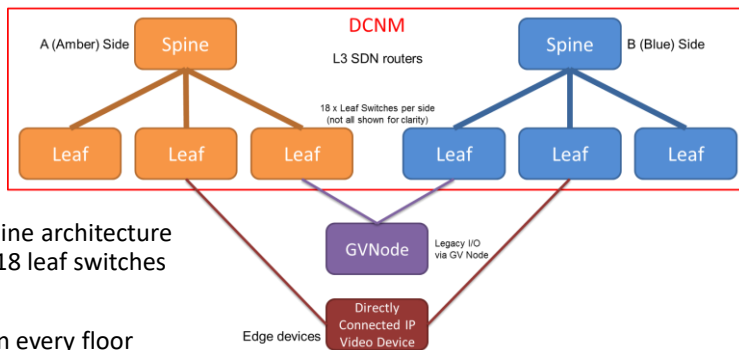 DCNM
A (Amber) Side
Spine
L3 SDN routers
Spine
B (Blue) Side
18 x Leaf Switches per side
(not all shown for clarity)
Leaf
Leaf
Leaf
Leaf
Leaf
Leaf
ine architecture
18 leaf switches
GVNode
Legacy I/O
via GV Node
n every floor
Edge devices
Directly
Connected IP
Video Device